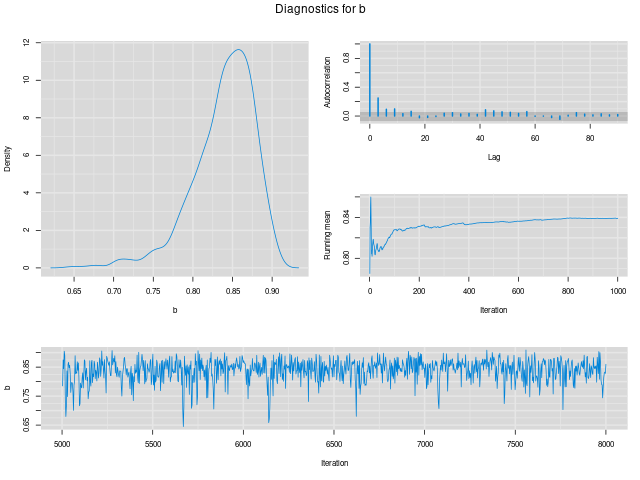 Diagnostics for b
Density
0 2 4 6 8 10 12
0.65 0.70 0.75 0.80 0.85 0.90
b
Autocorrelation
0.0 0.4 0.8
0 20 40 60 80
Lag
Running mean
0.80 0.84
0 200 400 600 800 1000
Iteration
b
0.65 0.75 0.85
5000 5500 6000 6500 7000 7500 8000
Iteration